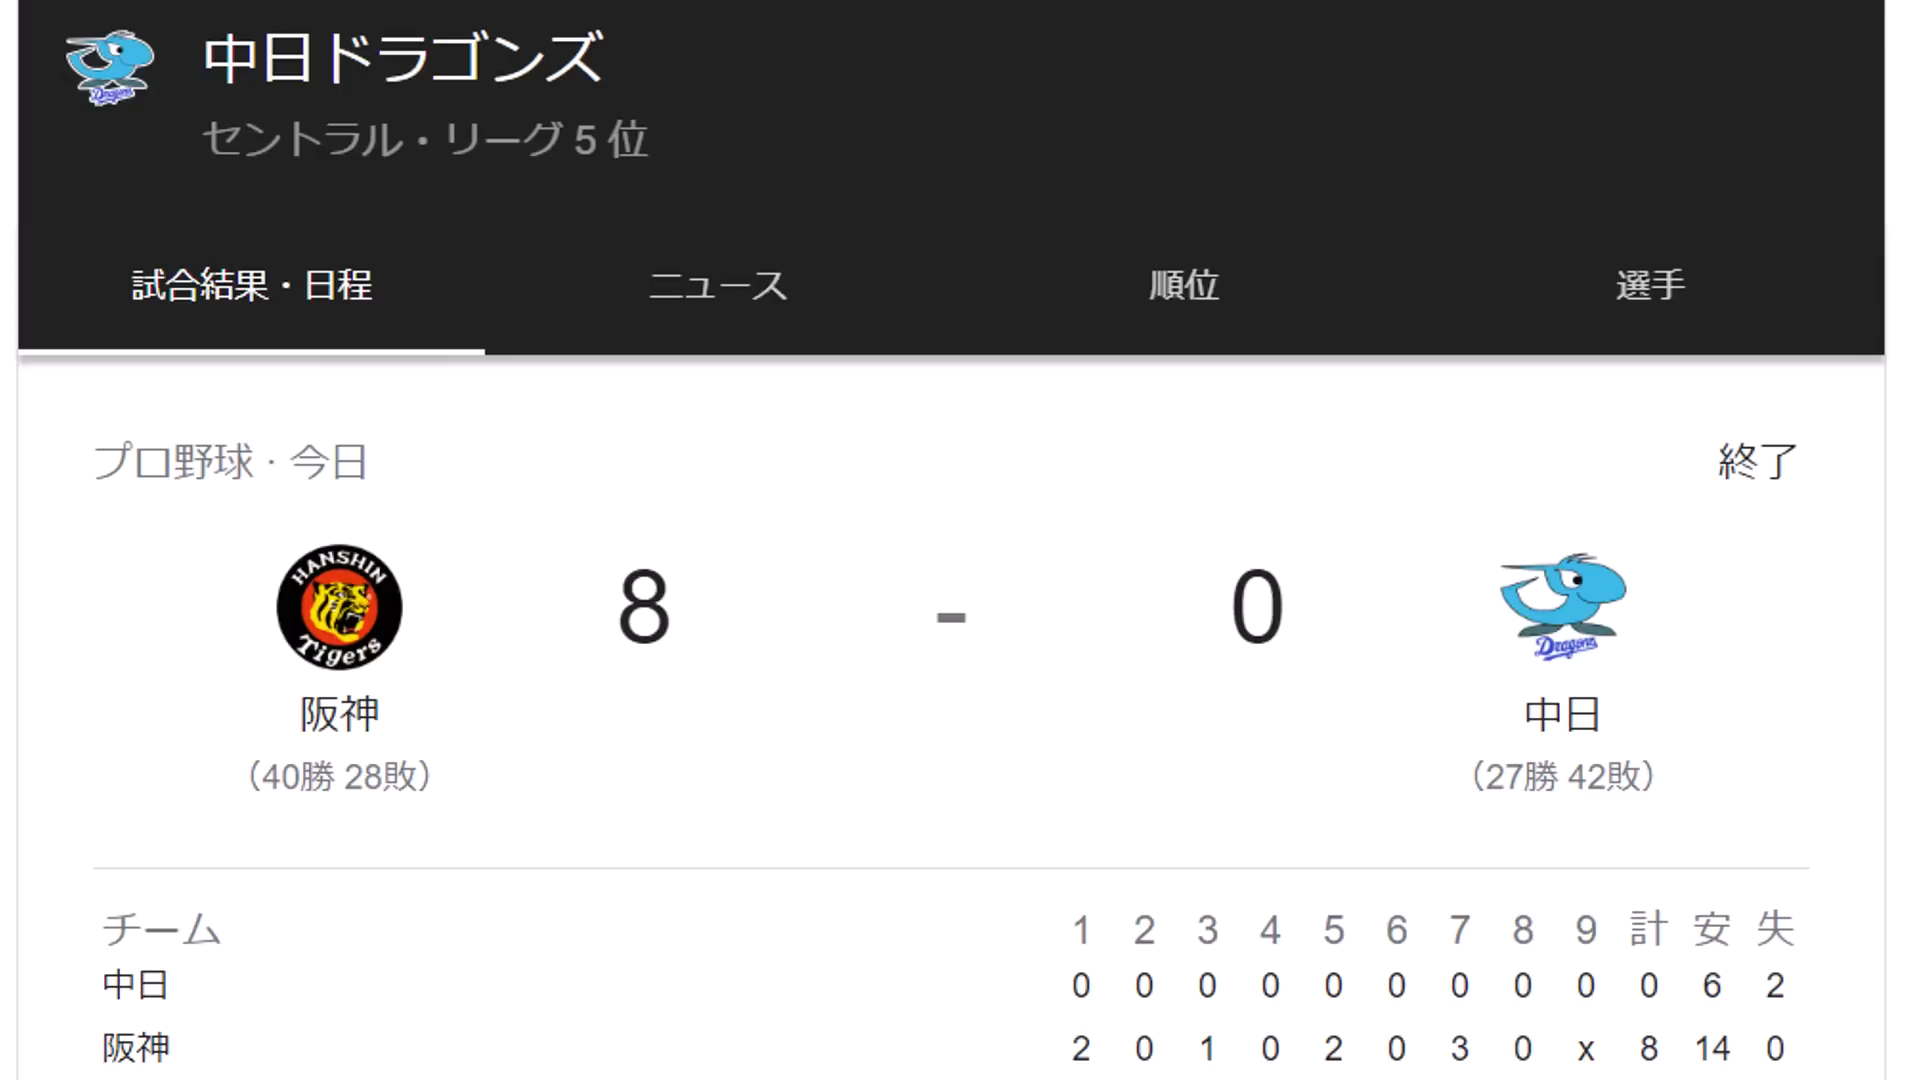 Dragons
中日ドラゴンズ
セントラル・リーグ 5 位
試合結果・日程 ニュース 順位 選手
プロ野球 · 今日 終了
HANSHIN
Tigers
8 - 0
Dragons
阪神 中日
（40勝 28敗） （27勝 42敗）
チーム 1 2 3 4 5 6 7 8 9 計 安 失
中日 0 0 0 0 0 0 0 0 0 0 6 2
阪神 2 0 1 0 2 0 3 0 x 8 14 0